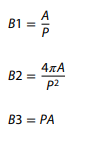 B1 = A/P
B2 = 4πA/P²
B3 = PA